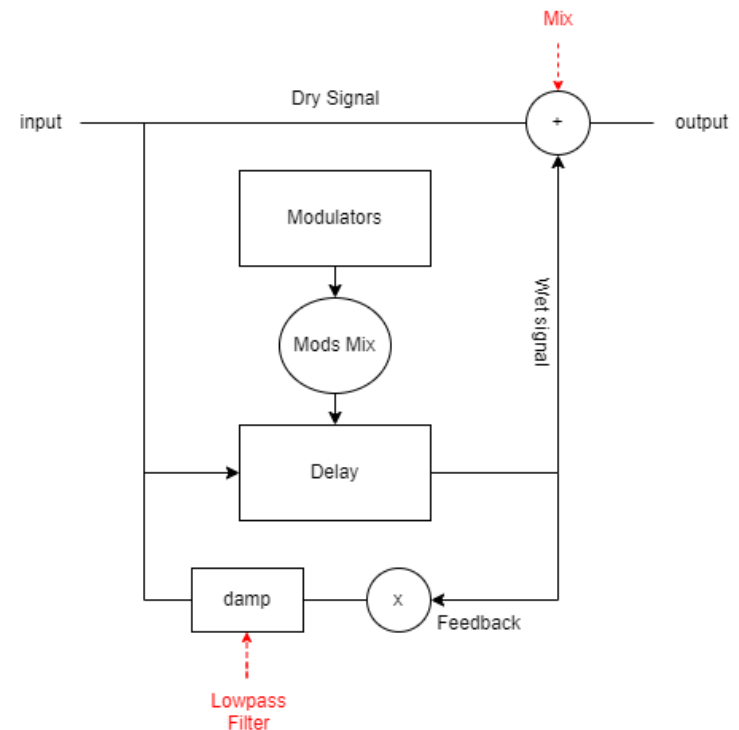 Mix
Dry Signal
input
+
output
Modulators
Wet signal
Mods Mix
Delay
damp
x
Feedback
Lowpass
Filter